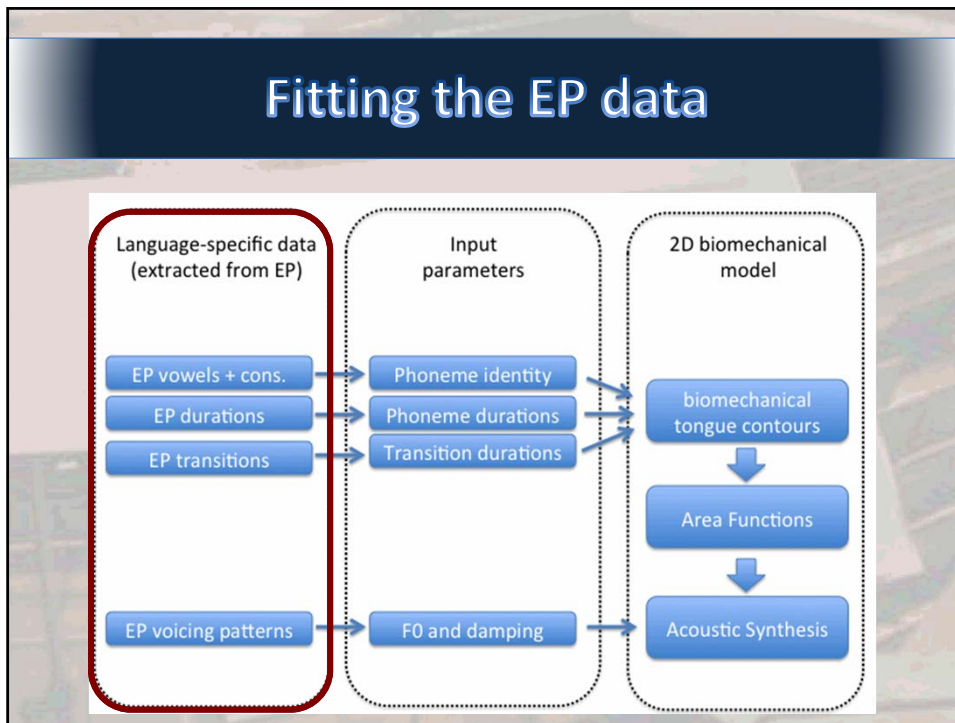 Fitting the EP data
Language-specific data
(extracted from EP)
EP vowels + cons.
EP durations
EP transitions
EP voicing patterns
Input
parameters
Phoneme identity
Phoneme durations
Transition durations
F0 and damping
2D biomechanical
model
biomechanical
tongue contours
Area Functions
Acoustic Synthesis